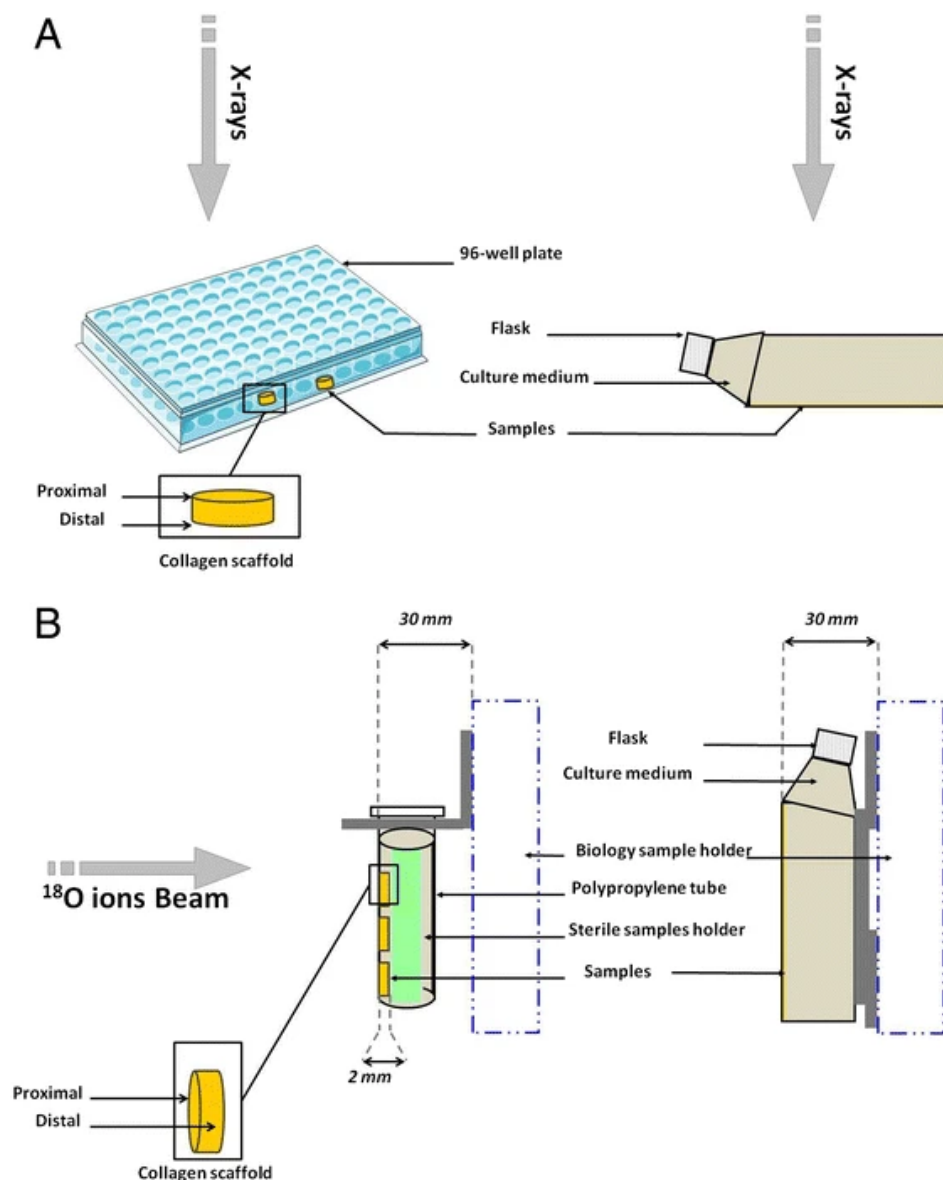 A
X-rays
X-rays
96-well plate
Flask
Culture medium
Samples
Proximal
Distal
Collagen scaffold
B
30 mm
30 mm
Flask
Culture medium
Biology sample holder
18O ions Beam
Polypropylene tube
Sterile samples holder
Samples
2 mm
Proximal
Distal
Collagen scaffold